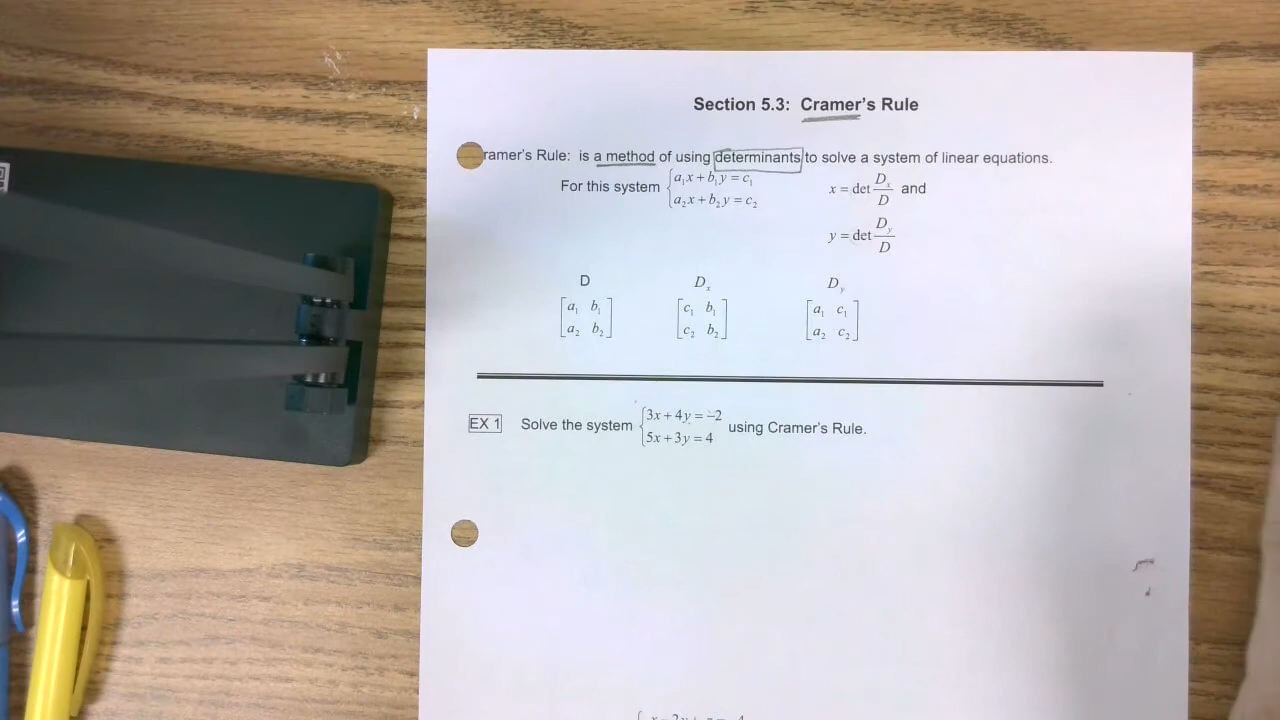 Section 5.3: Cramer's Rule
ramer's Rule: is a method of using determinants to solve a system of linear equations.
For this system { a₁x + b₁y = c₁
a₂x + b₂y = c₂
x = det Dₓ/D and
y = det Dᵧ/D
D Dₓ Dᵧ
[a₁ b₁ [c₁ b₁ [a₁ c₁
a₂ b₂] c₂ b₂] a₂ c₂]
EX 1 Solve the system { 3x + 4y = -2
5x + 3y = 4 using Cramer's Rule.